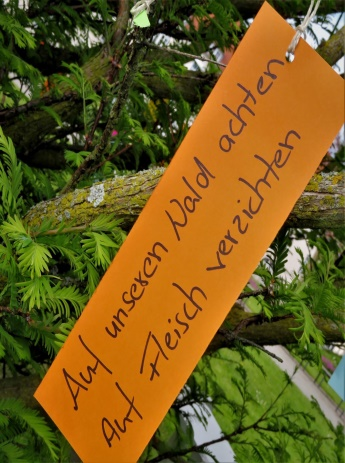 Auf unseren Wald achten
Auf Fleisch verzichten